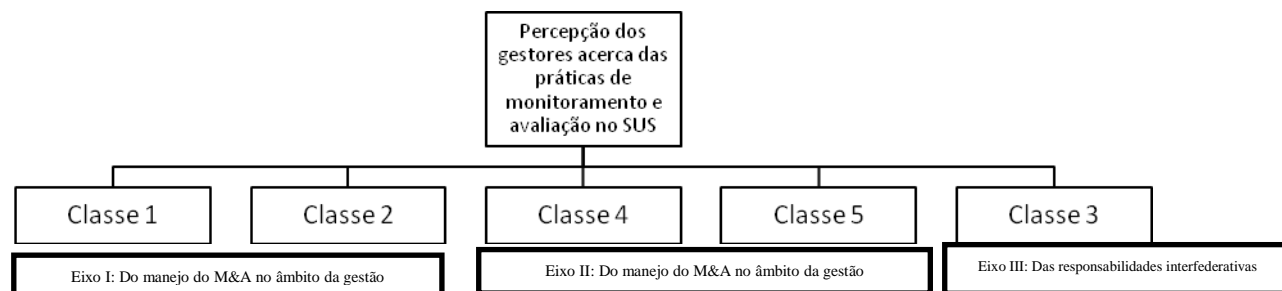 Percepção dos
gestores acerca das
práticas de
monitoramento e
avaliação no SUS
Classe 1
Classe 2
Classe 4
Classe 5
Classe 3
Eixo I: Do manejo do M&A no âmbito da gestão
Eixo II: Do manejo do M&A no âmbito da gestão
Eixo III: Das responsabilidades interfederativas